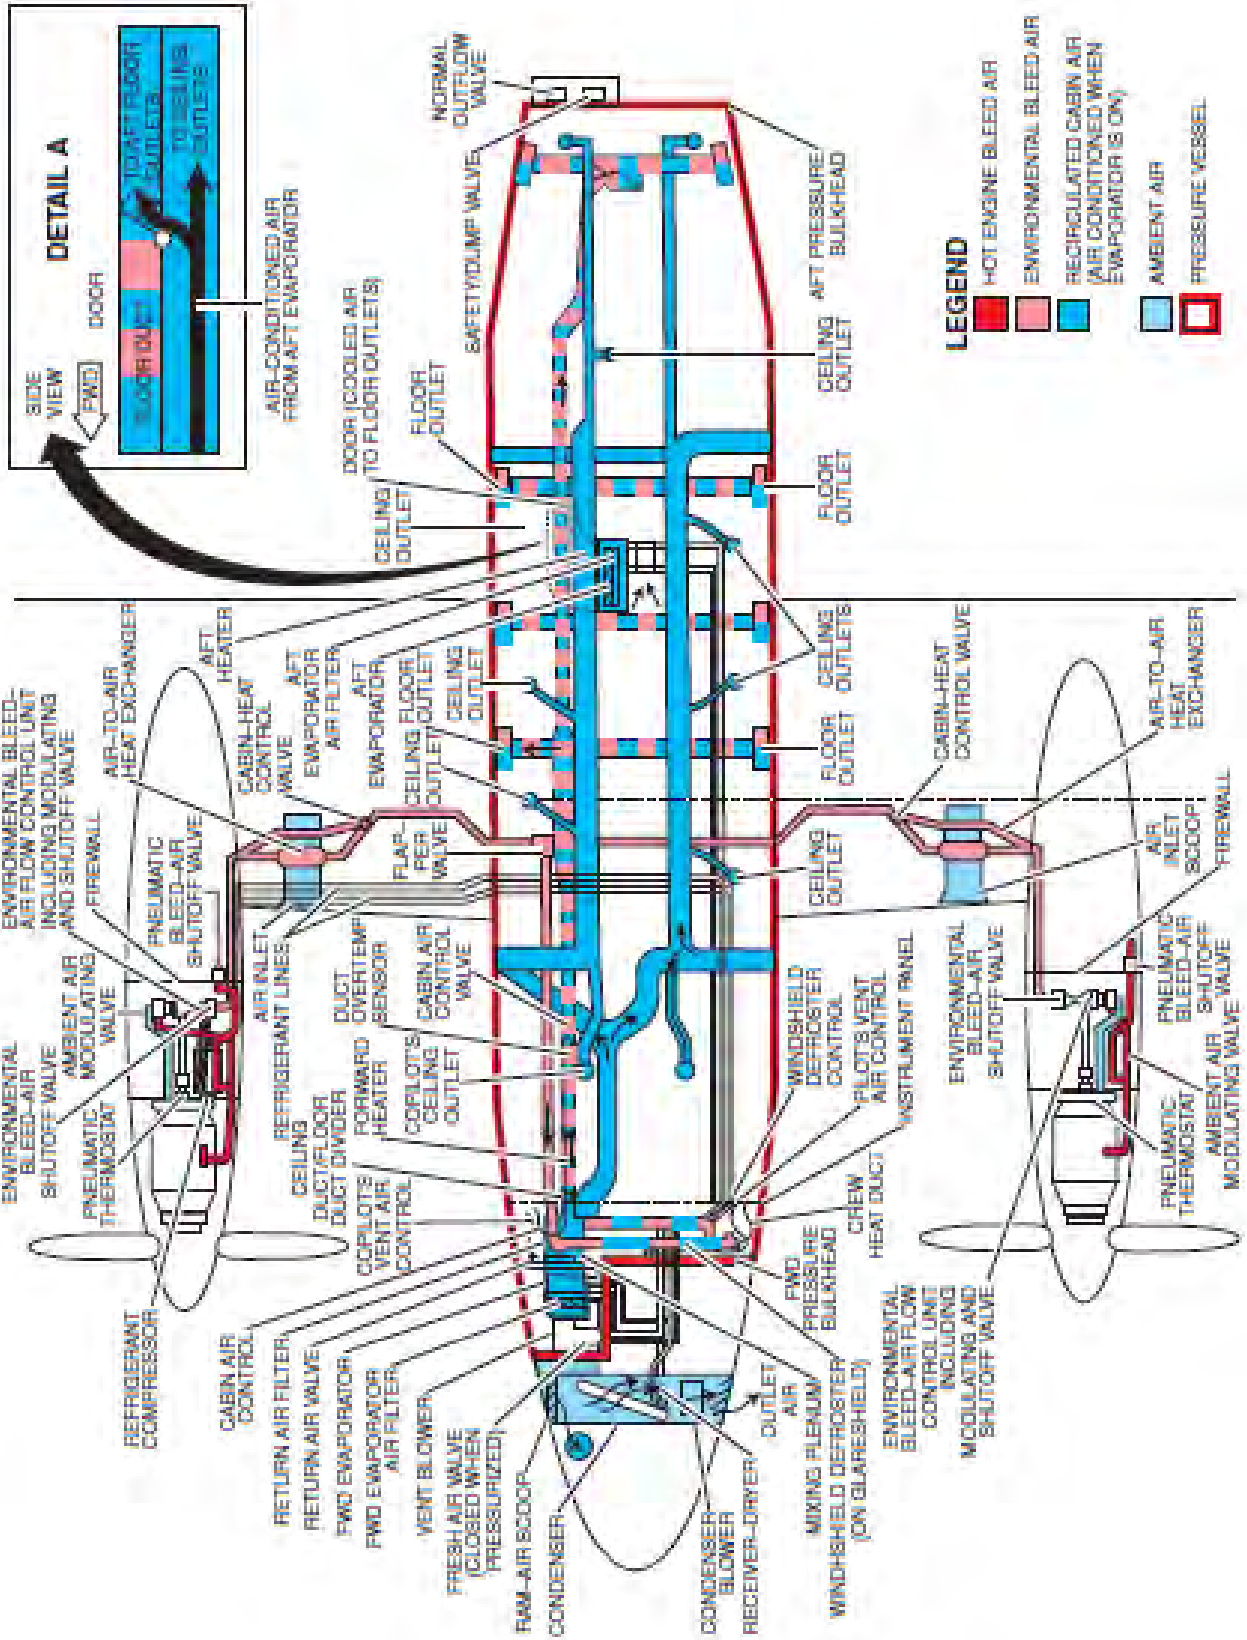 DETAIL A
SIDE
VIEW
FWD
DOOR
FLOOR DUCT
TO AFT FLOOR
OUTLETS
TO CEILING
OUTLETS
AIR-CONDITIONED AIR
FROM AFT EVAPORATOR
NORMAL
OUTFLOW
VALVE
SAFETY/DUMP VALVE
AFT PRESSURE
BULKHEAD
DOOR (COOLED AIR
TO FLOOR OUTLETS)
FLOOR
OUTLET
CEILING
OUTLET
CEILING
OUTLET
FLOOR
OUTLET
LEGEND
HOT ENGINE BLEED AIR
ENVIRONMENTAL BLEED AIR
RECIRCULATED CABIN AIR
(AIR CONDITIONED WHEN
EVAPORATOR IS ON)
AMBIENT AIR
PRESSURE VESSEL
ENVIRONMENTAL BLEED–
AIR FLOW CONTROL UNIT
INCLUDING MODULATING
AND SHUTOFF VALVE
AIR-TO-AIR
HEAT EXCHANGER
FIREWALL
AFT
HEATER
CABIN-HEAT
CONTROL
VALVE
AFT
EVAPORATOR
AIR FILTER
AFT
EVAPORATOR
CEILING
OUTLET
FLOOR
OUTLET
CEILING
OUTLET
FLAP–
PER
VALVE
PNEUMATIC
BLEED–AIR
SHUTOFF VALVE
AMBIENT AIR
MODULATING
VALVE
AIR INLET
REFRIGERANT LINES
DUCT
OVERTEMP
SENSOR
CABIN AIR
CONTROL
VALVE
ENVIRONMENTAL
BLEED–AIR
SHUTOFF VALVE
PNEUMATIC
THERMOSTAT
CEILING
DUCT/FLOOR
DUCT DIVIDER
FORWARD
HEATER
COPILOT'S
CEILING
OUTLET
COPILOT'S
VENT AIR
CONTROL
CEILING
OUTLETS
FLOOR
OUTLET
CEILING
OUTLET
CABIN-HEAT
CONTROL VALVE
AIR-TO-AIR
HEAT
EXCHANGER
AIR
INLET
SCOOP
FIREWALL
WINDSHIELD
DEFROSTER
CONTROL
PILOT'S VENT
AIR CONTROL
INSTRUMENT PANEL
ENVIRONMENTAL
BLEED–AIR
SHUTOFF VALVE
PNEUMATIC
BLEED–AIR
SHUTOFF
VALVE
AMBIENT AIR
MODULATING VALVE
PNEUMATIC
THERMOSTAT
CREW
HEAT DUCT
FWD
PRESSURE
BULKHEAD
REFRIGERANT
COMPRESSOR
CABIN AIR
CONTROL
RETURN AIR FILTER
RETURN AIR VALVE
FWD EVAPORATOR
FWD EVAPORATOR
AIR FILTER
VENT BLOWER
FRESH AIR VALVE
(CLOSED WHEN
PRESSURIZED)
RAM–AIR SCOOP
CONDENSER
CONDENSER
BLOWER
RECEIVER–DRYER
OUTLET
AIR
MIXING PLENUM
WINDHSHIELD DEFROSTER
(ON GLARESHIELD)
ENVIRONMENTAL
BLEED–AIR FLOW
CONTROL UNIT
INCLUDING
MODULATING AND
SHUTOFF VALVE